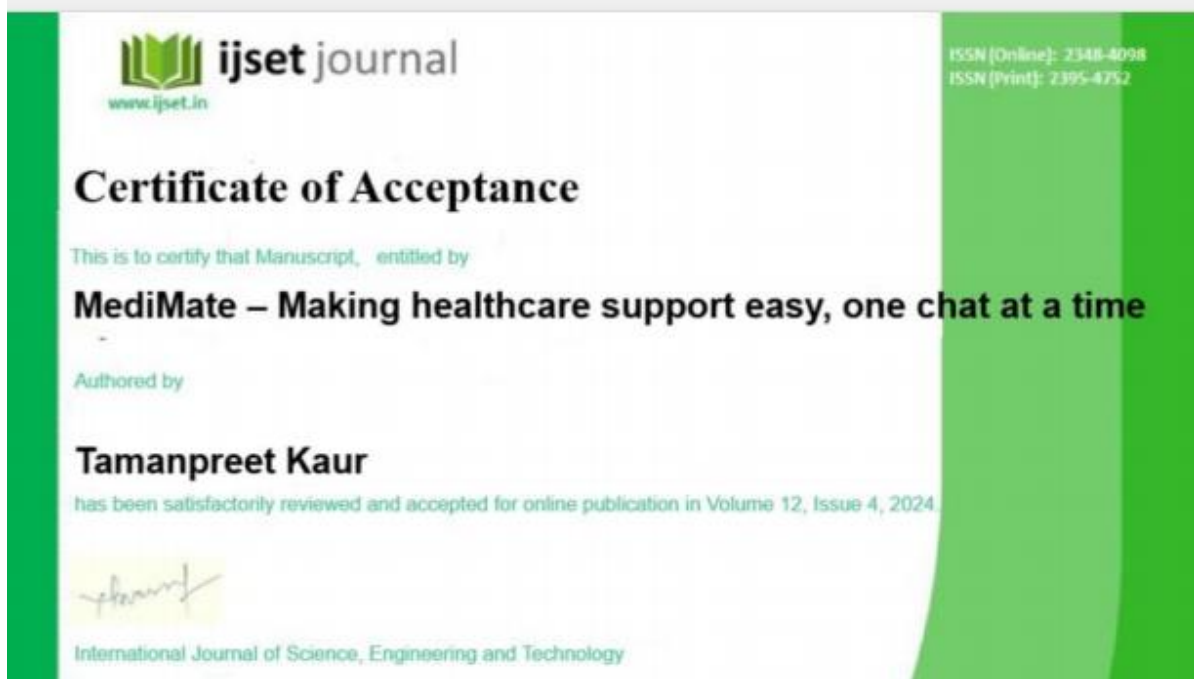 ijset journal
www.ijset.in
ISSN (Online): 2348-4098
ISSN (Print): 2395-4752
Certificate of Acceptance
This is to certify that Manuscript, entitled by
MediMate – Making healthcare support easy, one chat at a time
Authored by
Tamanpreet Kaur
has been satisfactorily reviewed and accepted for online publication in Volume 12, Issue 4, 2024.
International Journal of Science, Engineering and Technology